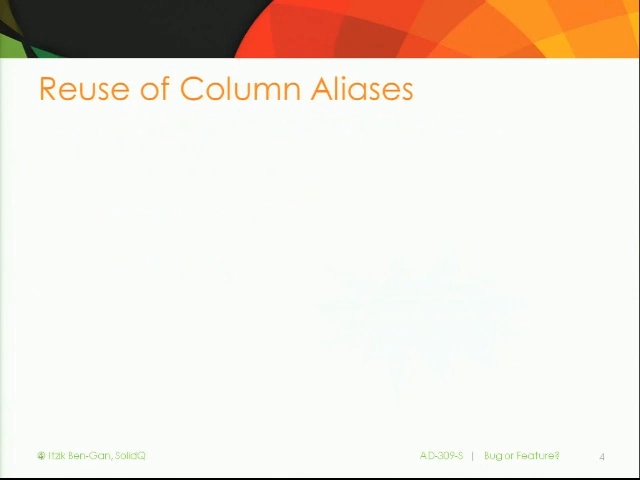 Reuse of Column Aliases
© Itzik Ben-Gan, SolidQ
AD-309-S | Bug or Feature?
4